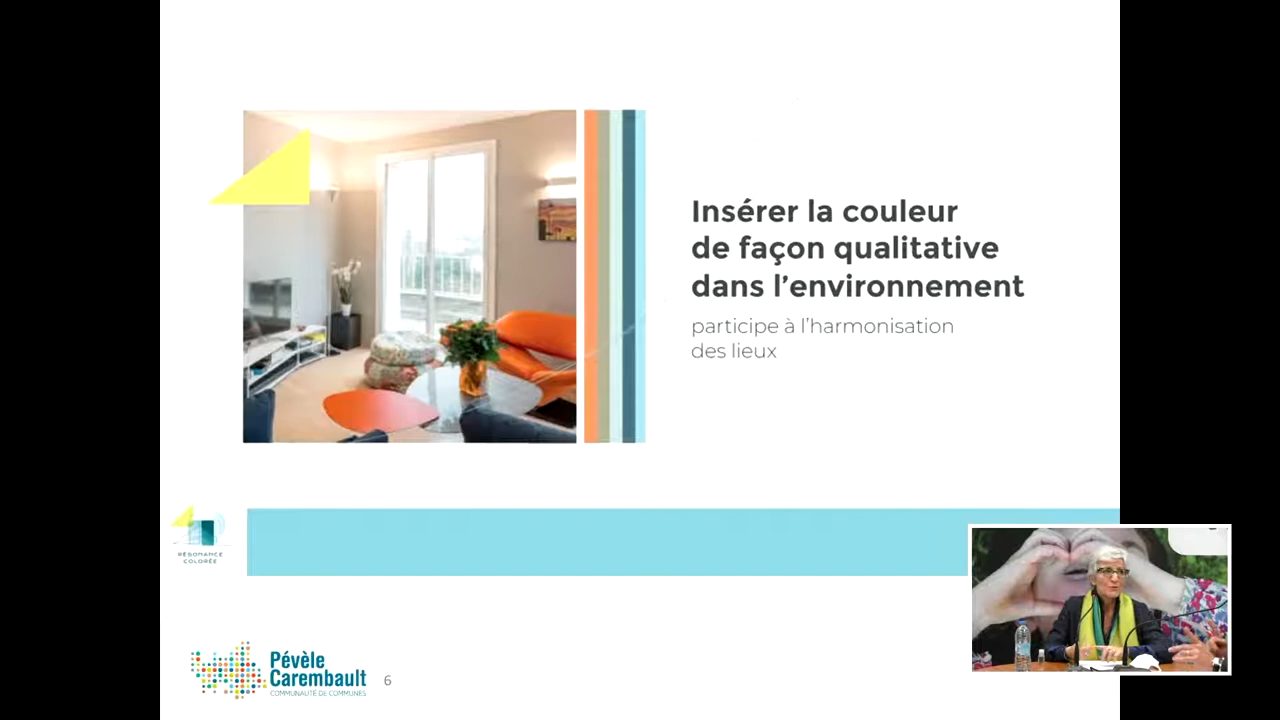 Insérer la couleur
de façon qualitative
dans l’environnement
participe à l’harmonisation
des lieux
RÉSONANCE
COLORÉE
Pévèle
Carembault
COMMUNAUTÉ DE COMMUNES
6